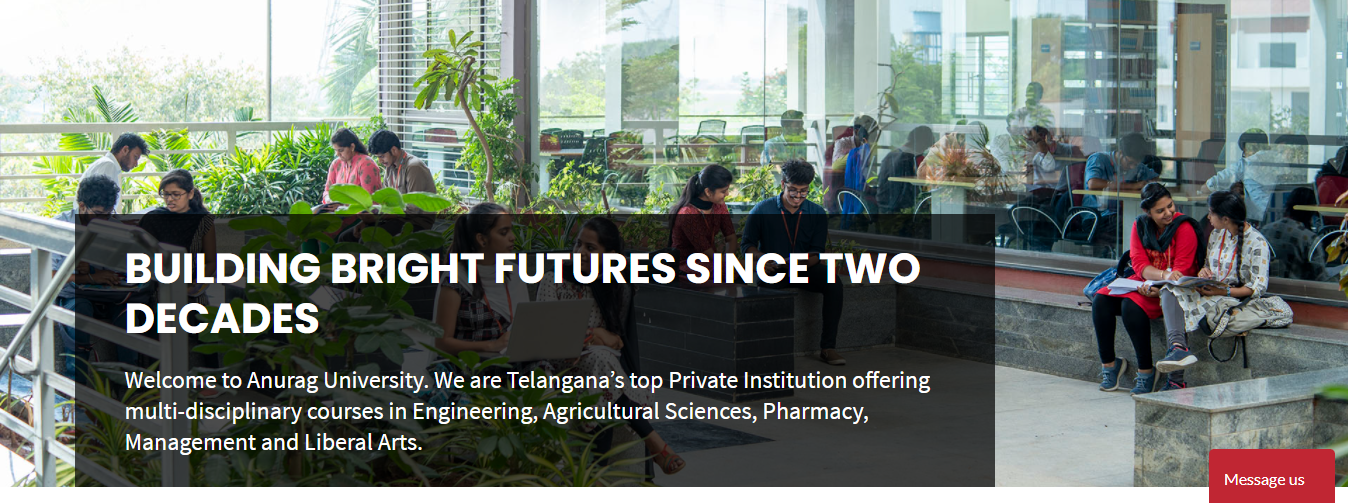 BUILDING BRIGHT FUTURES SINCE TWO
DECADES
Welcome to Anurag University. We are Telangana’s top Private Institution offering
multi-disciplinary courses in Engineering, Agricultural Sciences, Pharmacy,
Management and Liberal Arts.
Message us